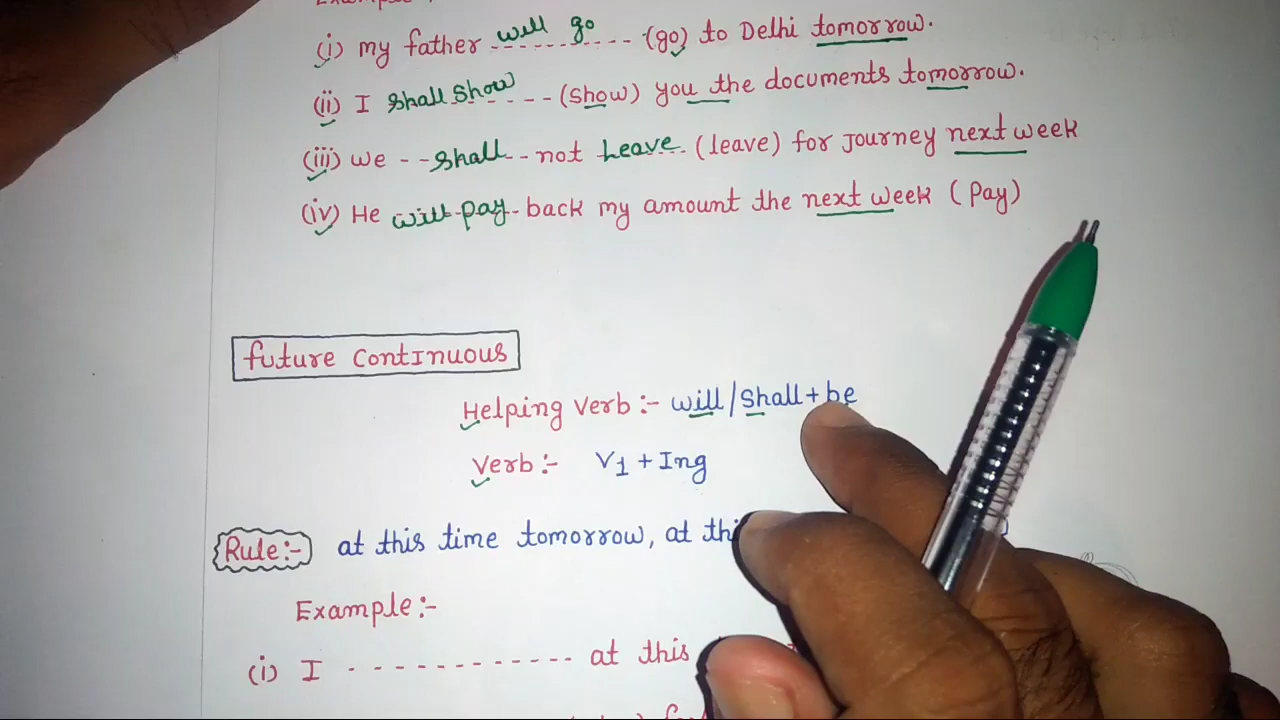 (i) my father will go (go) to Delhi tomorrow.
(ii) I shall show (show) you the documents tomorrow.
(iii) we shall not Leave (leave) for Journey next week
(iv) He will pay back my amount the next week (Pay)
future continuous
Helping verb:- will/shall+be
Verb:- V1 + Ing
Rule:- at this time tomorrow, at
Example:-
(i) I ------------ at this